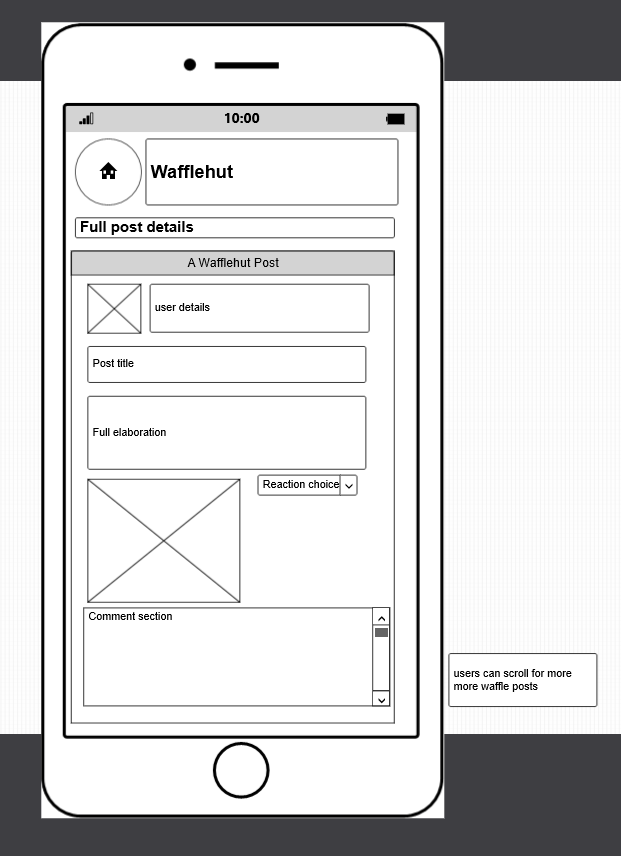 10:00
Wafflehut
Full post details
A Wafflehut Post
user details
Post title
Full elaboration
Reaction choice
Comment section
users can scroll for more
more waffle posts